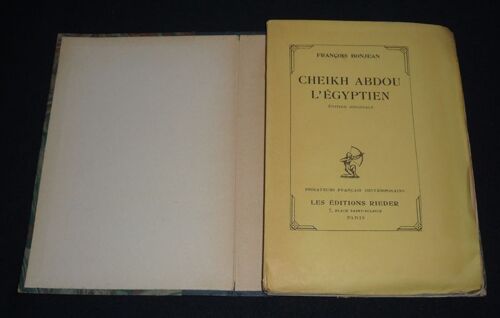 FRANÇOIS BONJEAN
CHEIKH ABDOU
L'ÉGYPTIEN
ÉDITION ORIGINALE
PROSATEURS FRANÇAIS CONTEMPORAINS
LES ÉDITIONS RIEDER
7, PLACE SAINT-SULPICE
PARIS